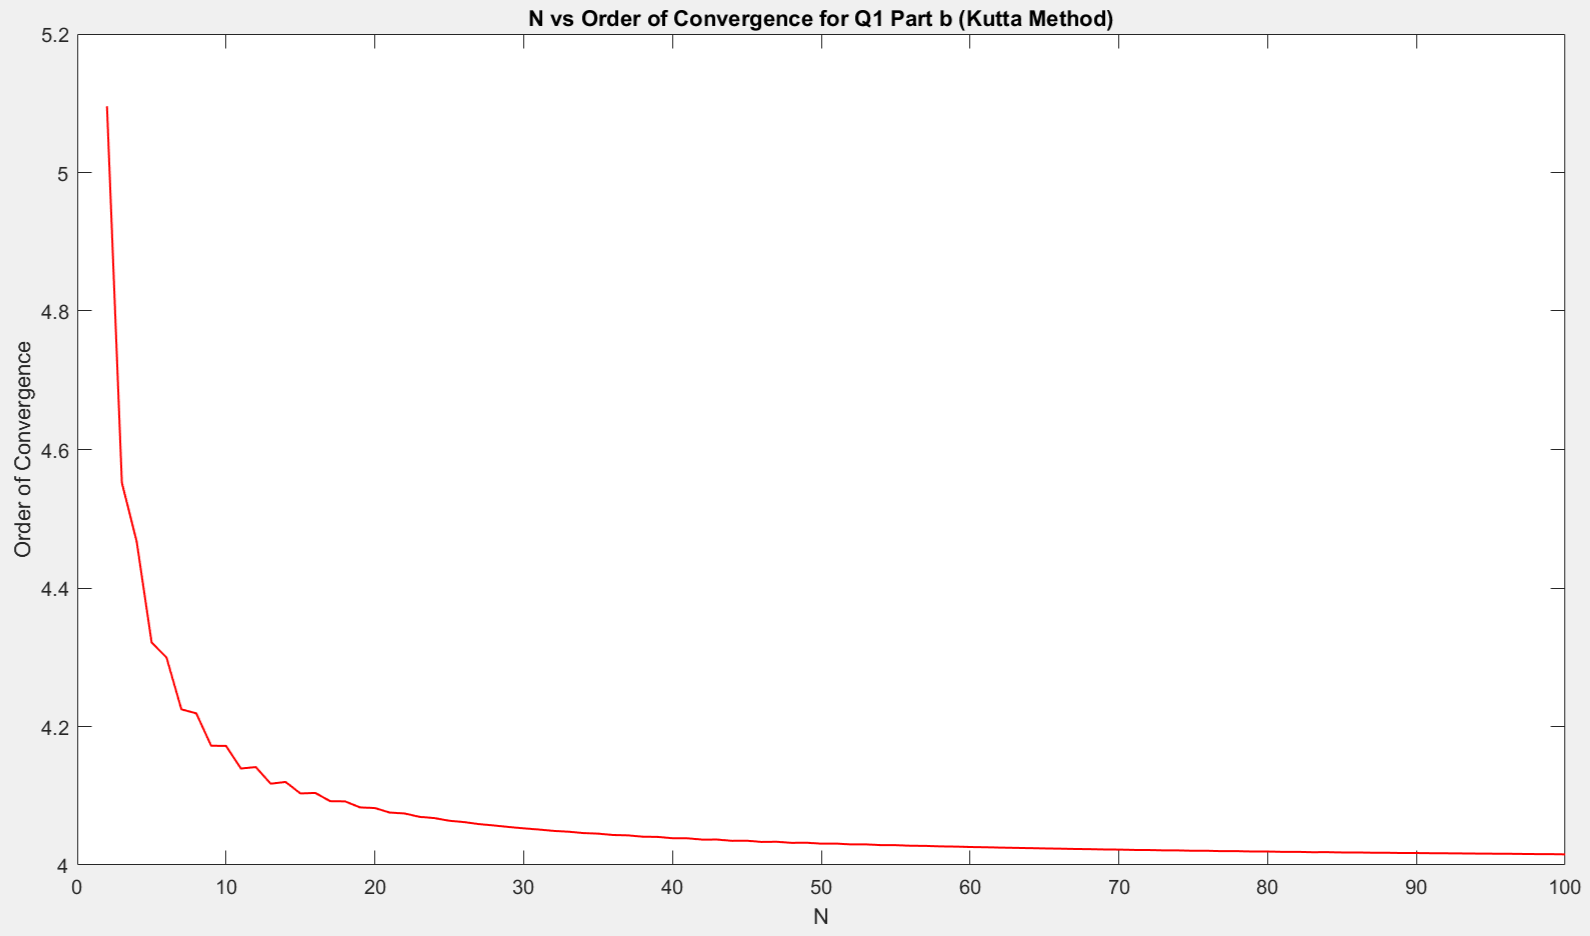 N vs Order of Convergence for Q1 Part b (Kutta Method)
5.2
5
4.8
4.6
4.4
4.2
4
Order of Convergence
0 10 20 30 40 50 60 70 80 90 100
N